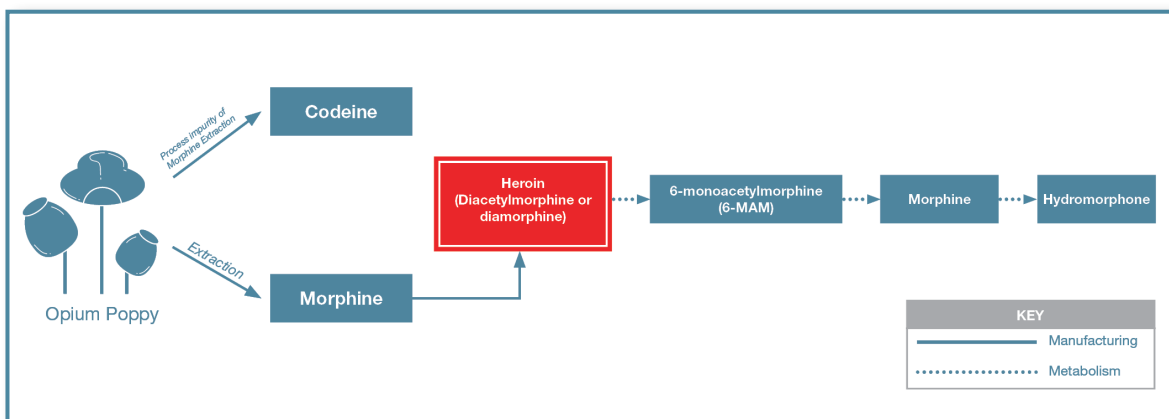 Process impurity of
Morphine Extraction
Codeine
Heroin
(Diacetylmorphine or
diamorphine)
6-monoacetylmorphine
(6-MAM)
Morphine
Hydromorphone
Extraction
Morphine
Opium Poppy
KEY
Manufacturing
Metabolism